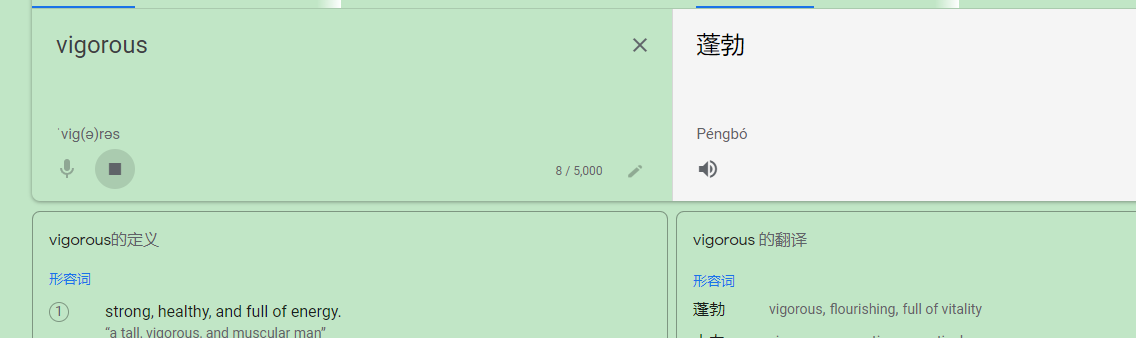 vigorous
ˈvig(ə)rəs
8 / 5,000
蓬勃
Péngbó
vigorous的定义
形容词
1
strong, healthy, and full of energy.
“a tall, vigorous, and muscular man”
vigorous 的翻译
形容词
蓬勃 vigorous, flourishing, full of vitality